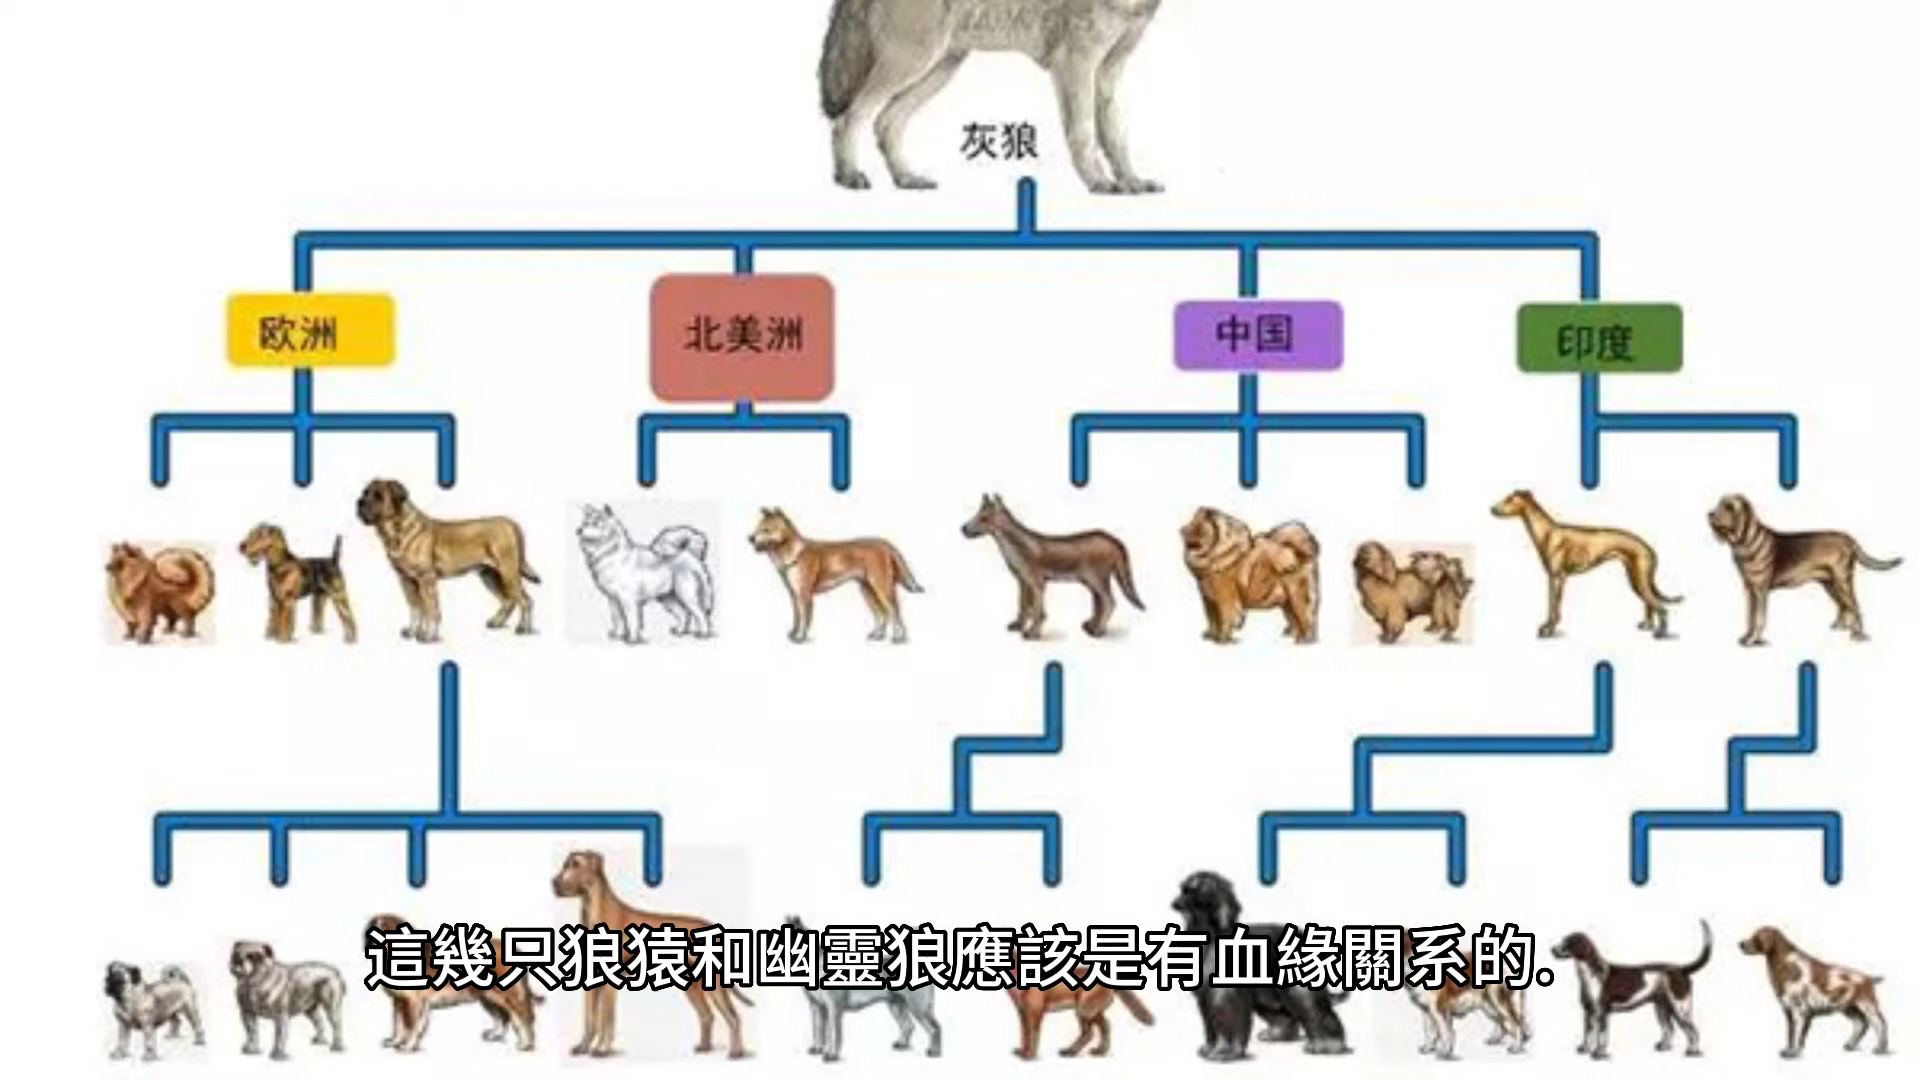 灰狼
欧洲
北美洲
中国
印度
這幾只狼猿和幽靈狼應該是有血緣關系的.